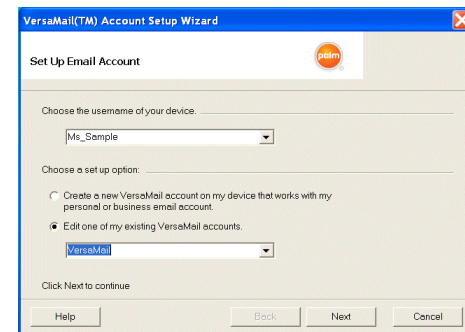 VersaMail(TM) Account Setup Wizard
Set Up Email Account
palm
Choose the username of your device.
Ms_Sample
Choose a set up option:
Create a new VersaMail account on my device that works with my
personal or business email account.
Edit one of my existing VersaMail accounts.
VersaMail
Click Next to continue
Help
Back
Next
Cancel